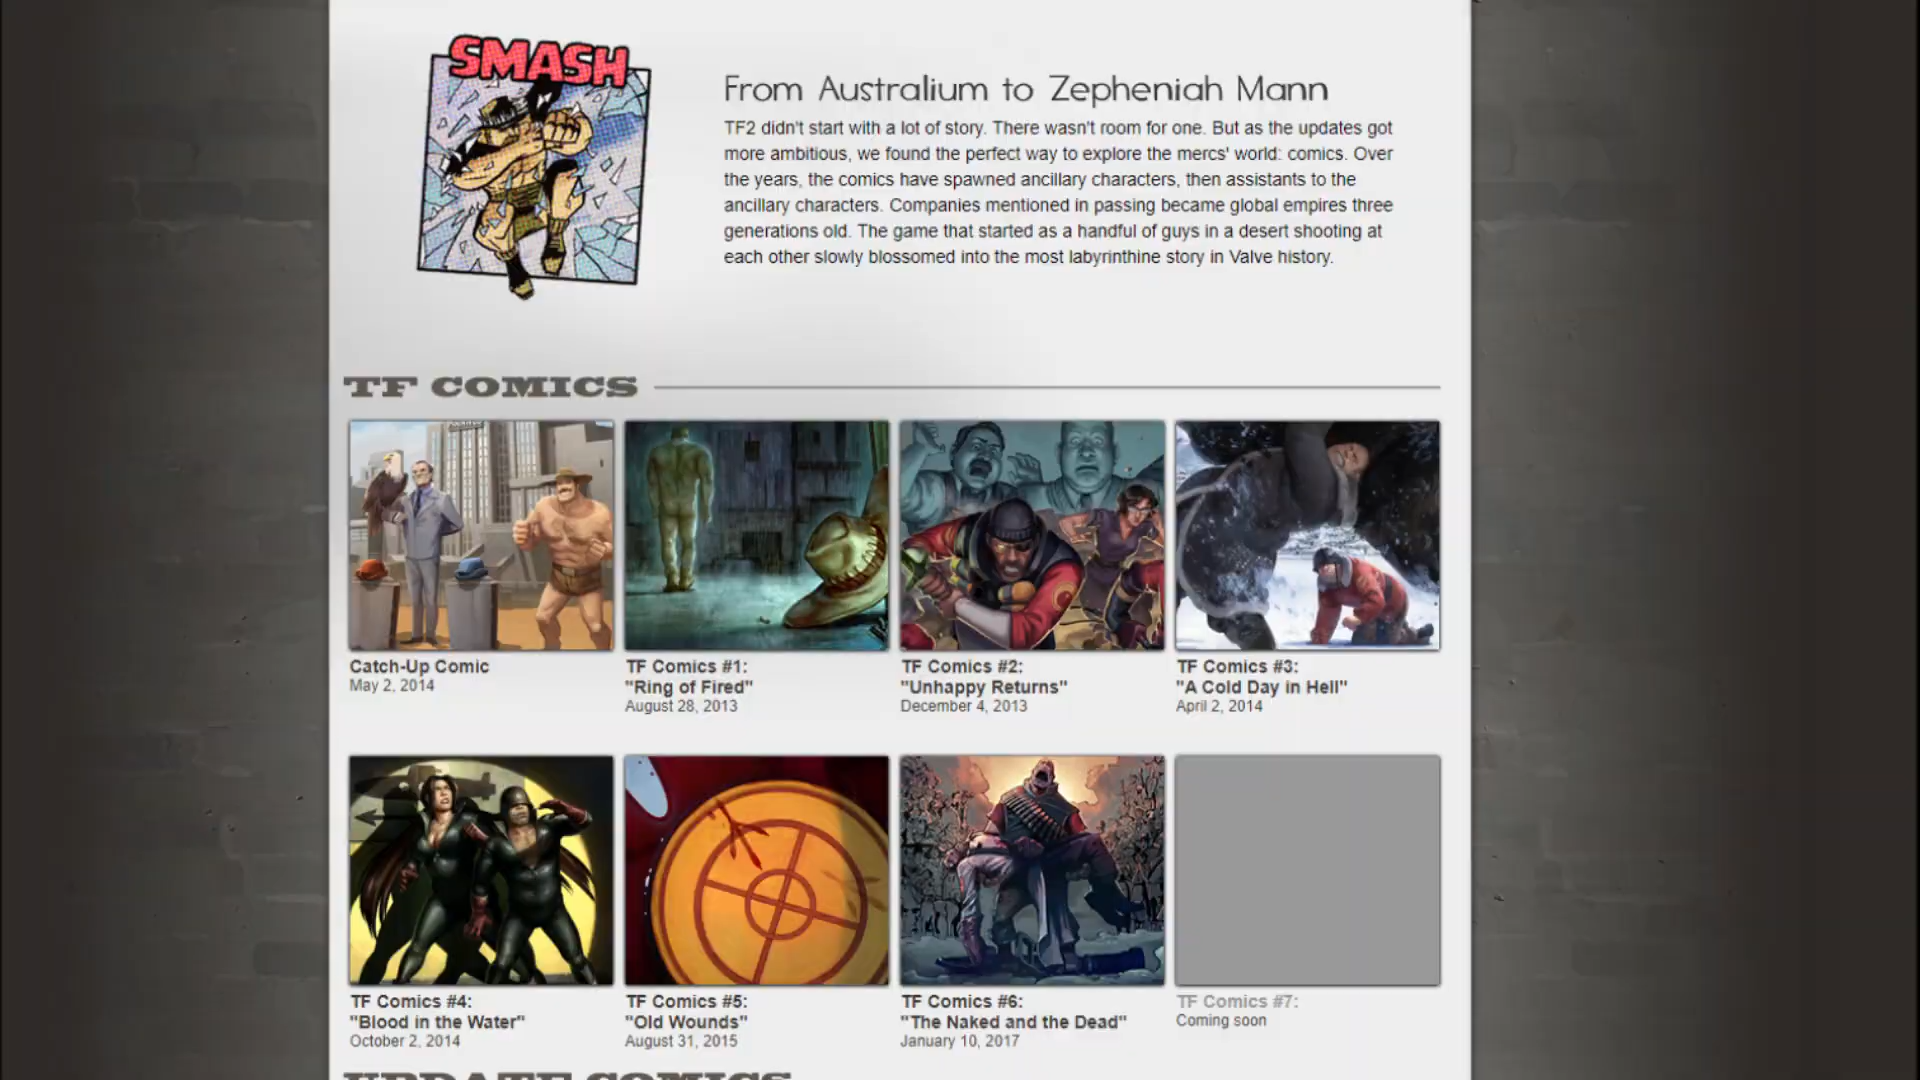 SMASH
From Australium to Zepheniah Mann
TF2 didn't start with a lot of story. There wasn't room for one. But as the updates got
more ambitious, we found the perfect way to explore the mercs' world: comics. Over
the years, the comics have spawned ancillary characters, then assistants to the
ancillary characters. Companies mentioned in passing became global empires three
generations old. The game that started as a handful of guys in a desert shooting at
each other slowly blossomed into the most labyrinthine story in Valve history.
TF COMICS
Catch-Up Comic
May 2, 2014
TF Comics #1:
"Ring of Fired"
August 28, 2013
TF Comics #2:
"Unhappy Returns"
December 4, 2013
TF Comics #3:
"A Cold Day in Hell"
April 2, 2014
TF Comics #4:
"Blood in the Water"
October 2, 2014
TF Comics #5:
"Old Wounds"
August 31, 2015
TF Comics #6:
"The Naked and the Dead"
January 10, 2017
TF Comics #7:
Coming soon
UPDATE COMICS